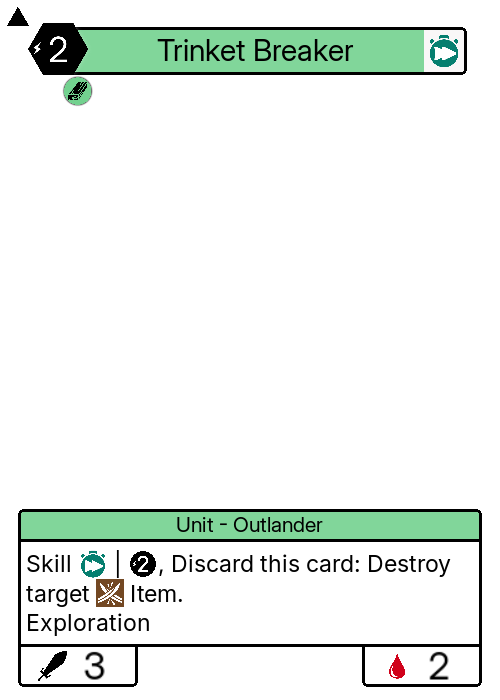 2 Trinket Breaker
Unit - Outlander
Skill | 2, Discard this card: Destroy
target Item.
Exploration
3 2